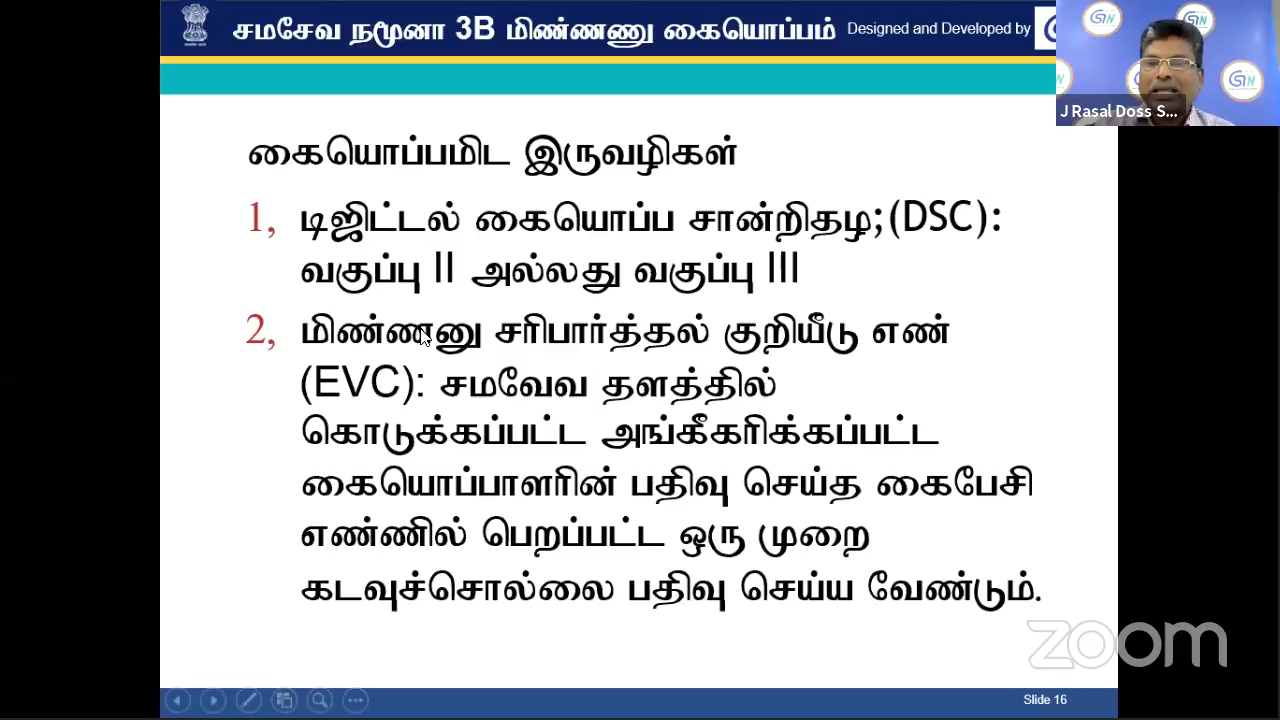 சமசேவ நமூனா 3B மிண்ணணு கையொப்பம் Designed and Developed by
J Rasal Doss S...
கையொப்பமிட இருவழிகள்
1, டிஜிட்டல் கையொப்ப சான்றிதழ;(DSC):
வகுப்பு II அல்லது வகுப்பு III
2, மிண்ணனு சரிபார்த்தல் குறியீடு எண்
(EVC): சமவேவ தளத்தில்
கொடுக்கப்பட்ட அங்கீகரிக்கப்பட்ட
கையொப்பாளரின் பதிவு செய்த கைபேசி
எண்ணில் பெறப்பட்ட ஒரு முறை
கடவுச்சொல்லை பதிவு செய்ய வேண்டும்.
zoom
Slide 16